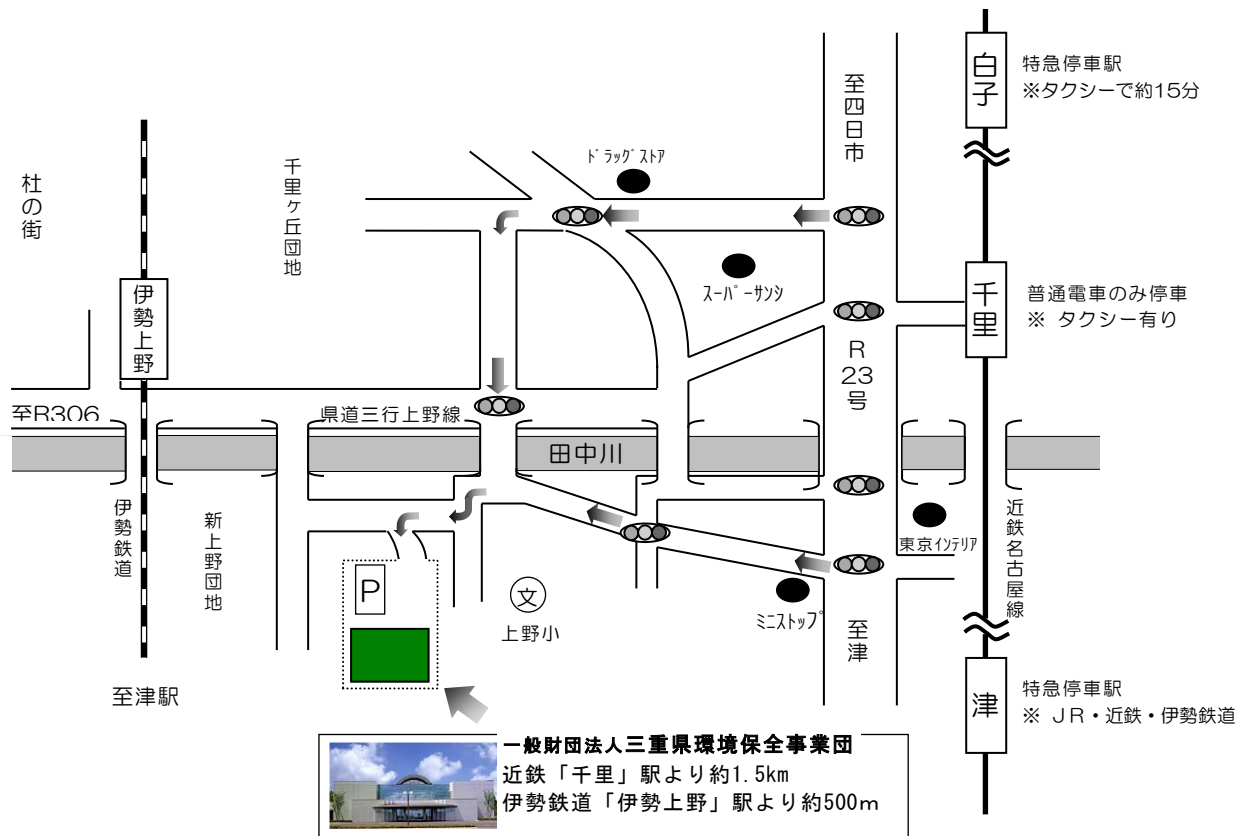 白子
特急停車駅
※タクシーで約15分
至四日市
ドラッグストア
千里ヶ丘団地
杜の街
スーパーサンシ
伊勢上野
千里
普通電車のみ停車
※ タクシー有り
R23号
至R306
県道三行上野線
田中川
伊勢鉄道
新上野団地
東京インテリア
近鉄名古屋線
P
文
上野小
ミニストップ
至津
至津駅
津
特急停車駅
※ JR・近鉄・伊勢鉄道
一般財団法人三重県環境保全事業団
近鉄「千里」駅より約1.5km
伊勢鉄道「伊勢上野」駅より約500m